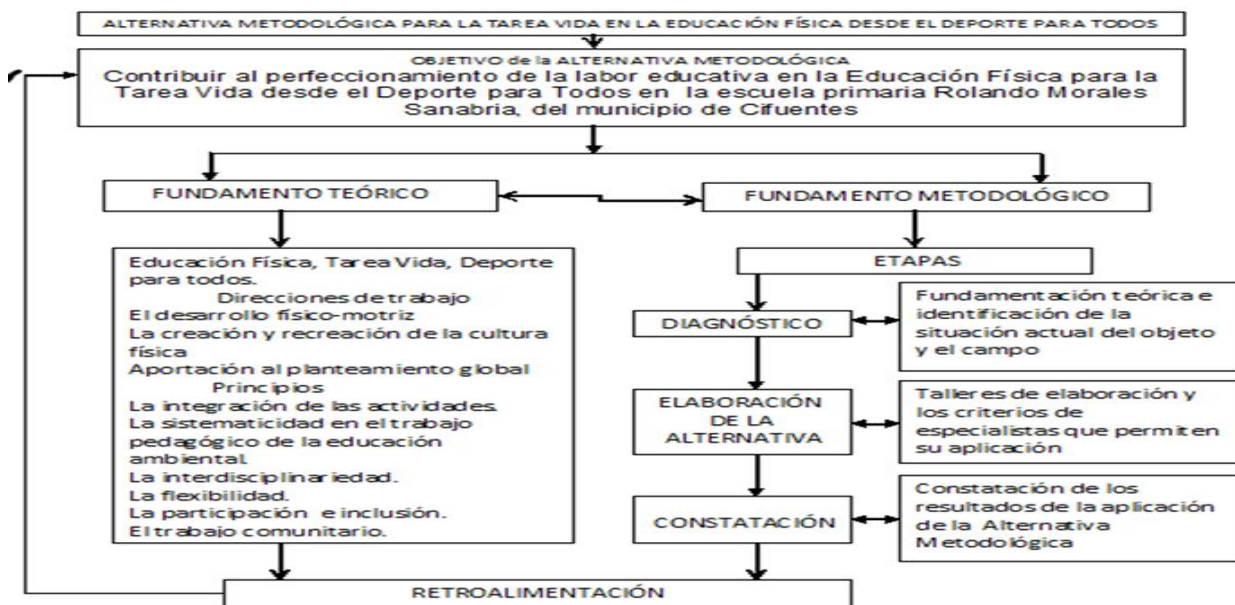 ALTERNATIVA METODOLÓGICA PARA LA TAREA VIDA EN LA EDUCACIÓN FÍSICA DESDE EL DEPORTE PARA TODOS
OBJETIVO de la ALTERNATIVA METODOLÓGICA
Contribuir al perfeccionamiento de la labor educativa en la Educación Física para la
Tarea Vida desde el Deporte para Todos en la escuela primaria Rolando Morales
Sanabria, del municipio de Cifuentes
FUNDAMENTO TEÓRICO
Educación Física, Tarea Vida, Deporte
para todos.
Direcciones de trabajo
El desarrollo físico-motriz
La creación y recreación de la cultura
física
Aportación al planteamiento global
Principios
La integración de las actividades.
La sistematicidad en el trabajo
pedagógico de la educación
ambiental.
La interdisciplinariedad.
La flexibilidad.
La participación e inclusión.
El trabajo comunitario.
FUNDAMENTO METODOLÓGICO
ETAPAS
DIAGNÓSTICO
Fundamentación teórica e
identificación de la
situación actual del objeto
y el campo
ELABORACIÓN
DE LA
ALTERNATIVA
Talleres de elaboración y
los criterios de
especialistas que permiten
su aplicación
CONSTATACIÓN
Constatación de los
resultados de la aplicación
de la Alternativa
Metodológica
RETROALIMENTACIÓN